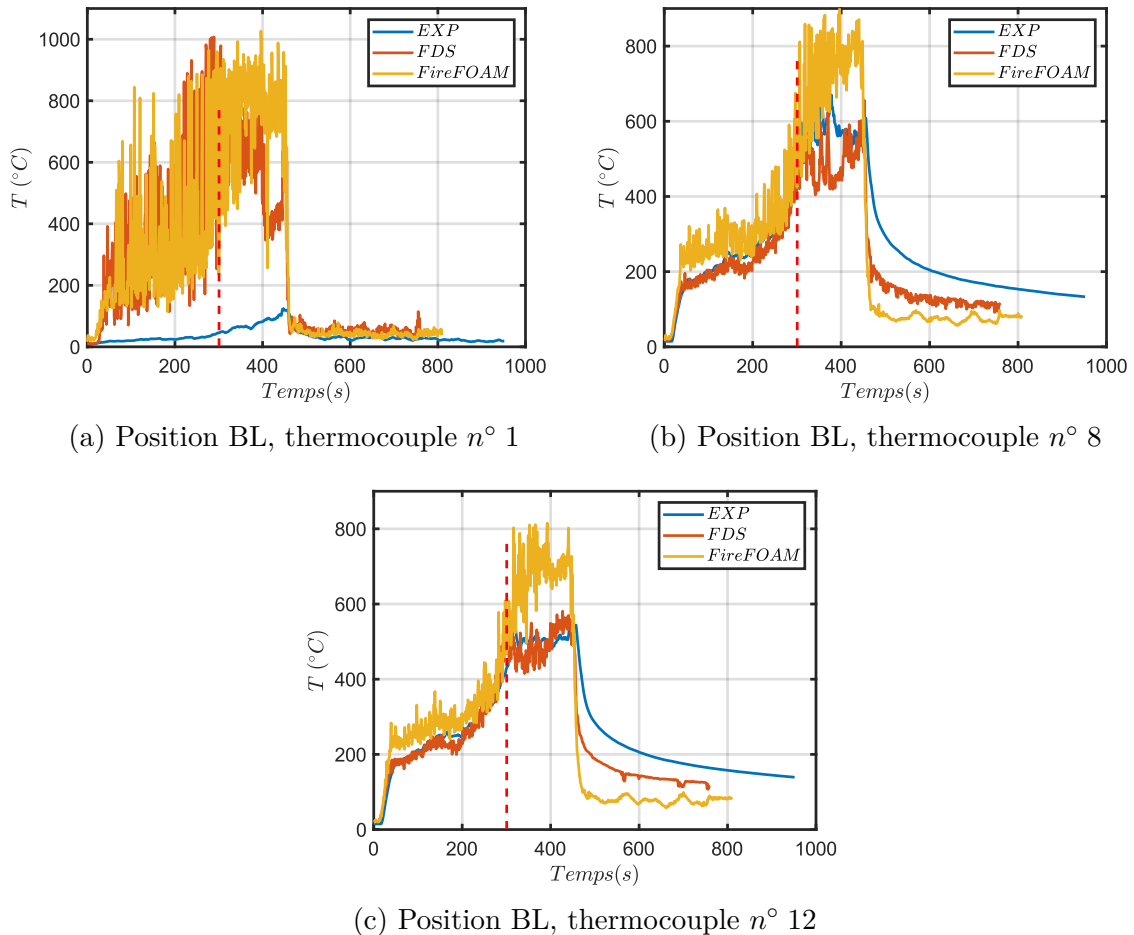 1000
800
600
400
200
0
T (°C)
EXP
FDS
FireFOAM
0 200 400 600 800 1000
Temps(s)
(a) Position BL, thermocouple n° 1
800
600
400
200
0
T (°C)
EXP
FDS
FireFOAM
0 200 400 600 800 1000
Temps(s)
(b) Position BL, thermocouple n° 8
800
600
400
200
0
T (°C)
EXP
FDS
FireFOAM
0 200 400 600 800 1000
Temps(s)
(c) Position BL, thermocouple n° 12